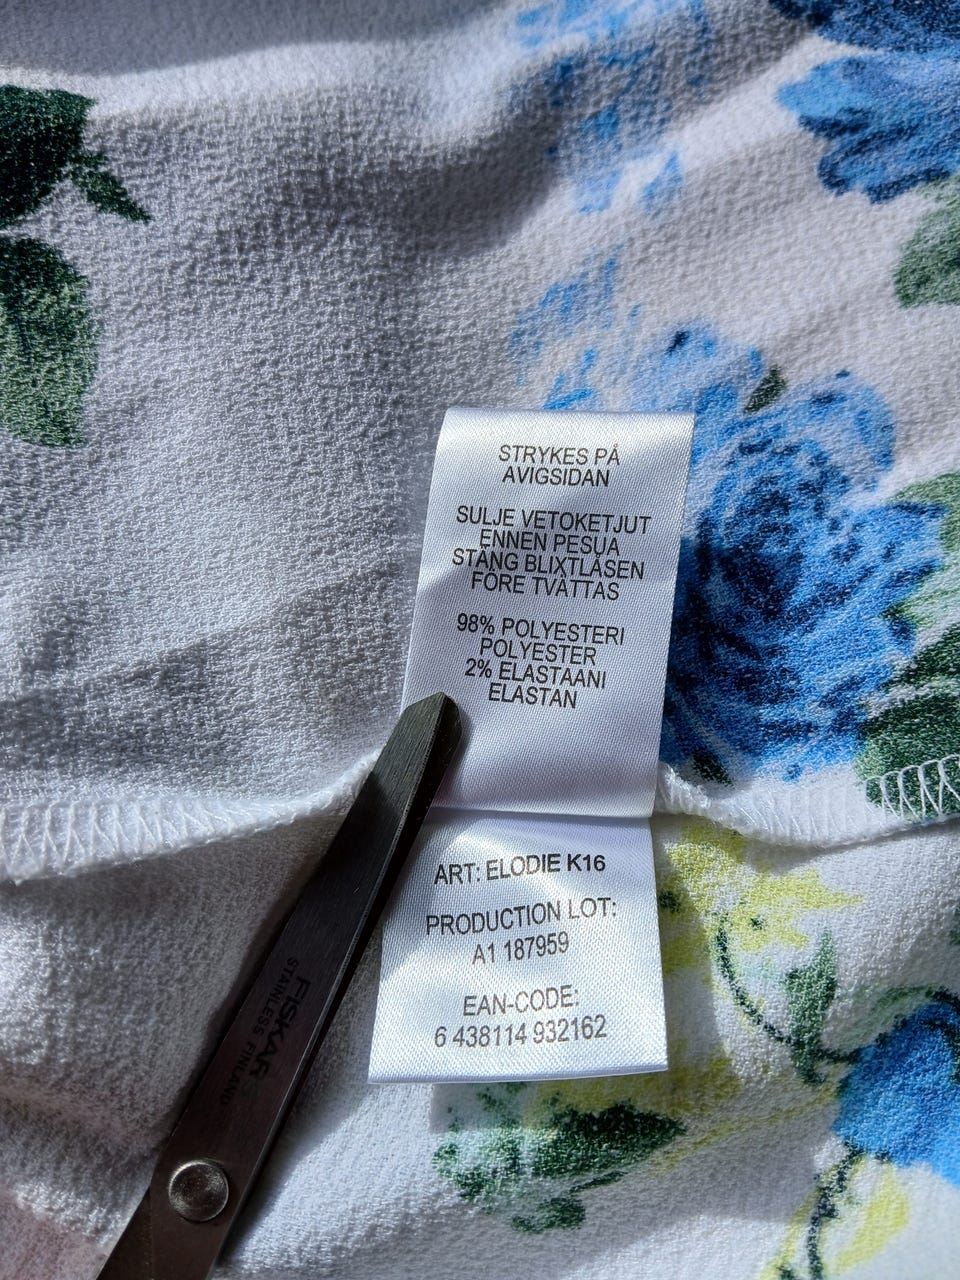 STRYKES PÅ
AVIGSIDAN
SULJE VETOKETJUT
ENNEN PESUA
STÄNG BLIXTLÅSEN
FÖRE TVÄTTAS
98% POLYESTERI
POLYESTER
2% ELASTAANI
ELASTAN
ART: ELODIE K16
PRODUCTION LOT:
A1 187959
EAN-CODE:
6 438114 932162
FISKARS
STAINLESS FINLAND